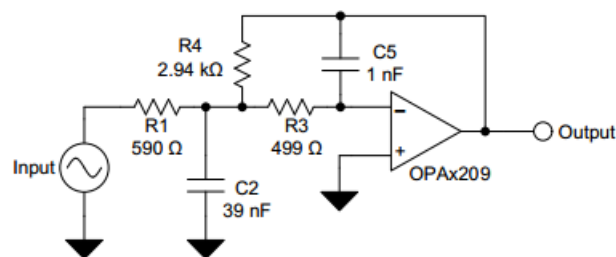 R4
2.94 kΩ
C5
1 nF
R1
590 Ω
R3
499 Ω
−
+
OPAx209
Output
Input
C2
39 nF